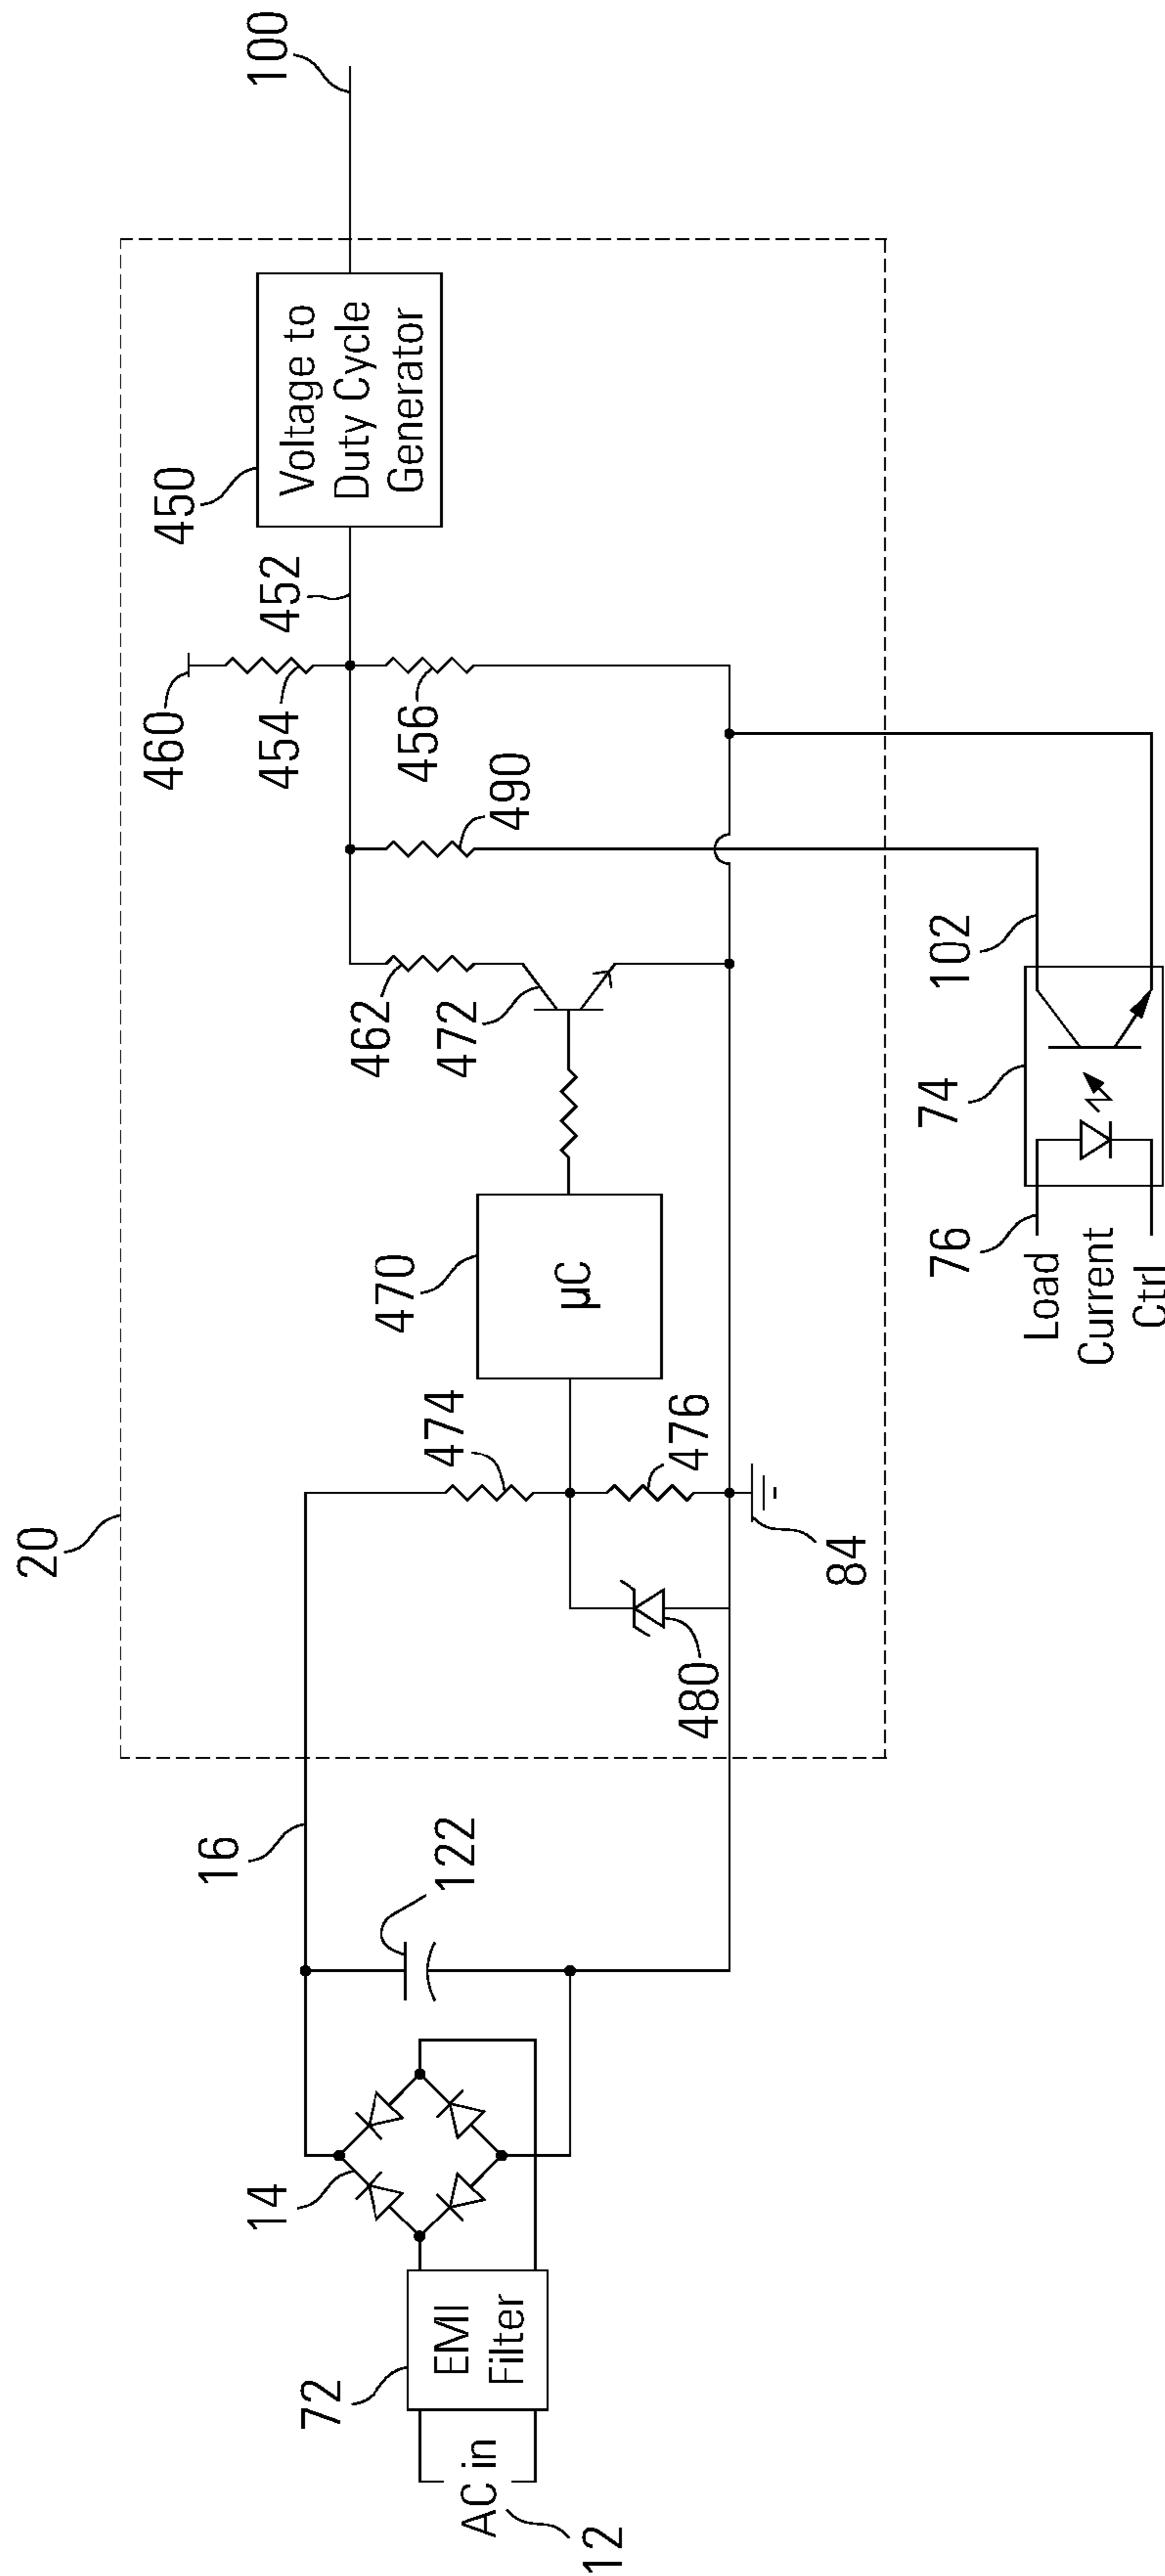 20
100
450
Voltage to
Duty Cycle
Generator
452
460
454
456
490
462
472
470
µC
474
476
480
84
16
122
14
72
EMI
Filter
AC in
12
102
74
76
Load
Current
Ctrl